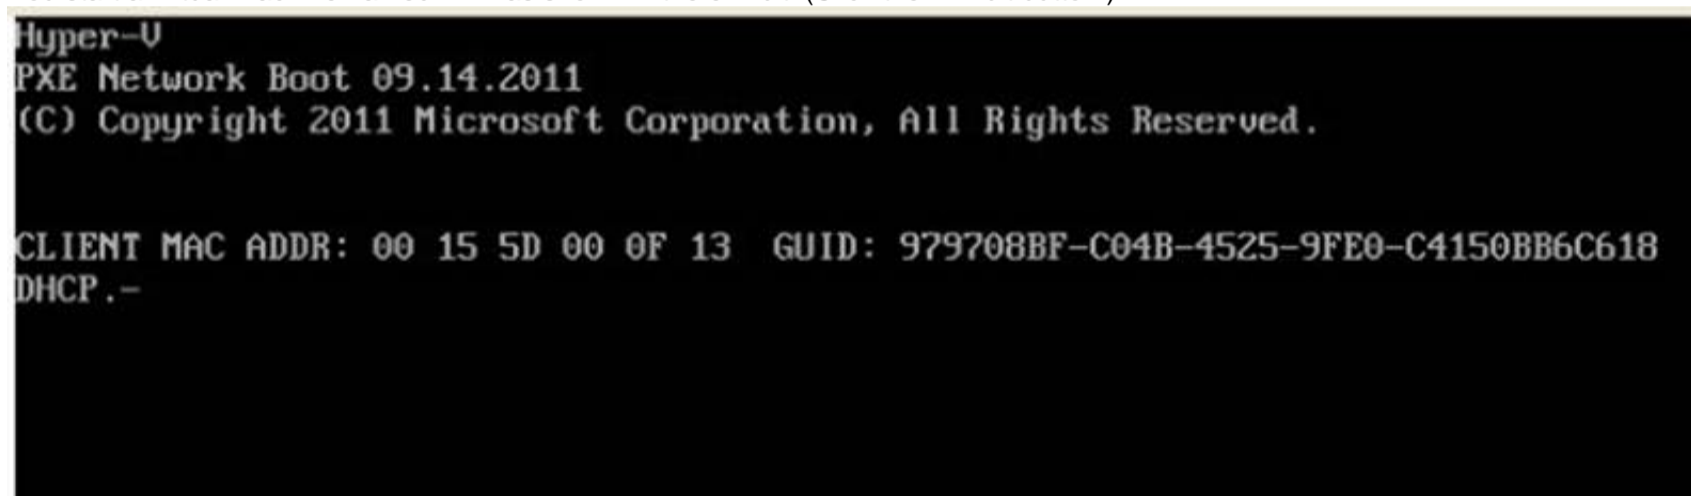 Hyper-V
PXE Network Boot 09.14.2011
(C) Copyright 2011 Microsoft Corporation, All Rights Reserved.
CLIENT MAC ADDR: 00 15 5D 00 0F 13 GUID: 979708BF-C04B-4525-9FE0-C4150BB6C618
DHCP.-